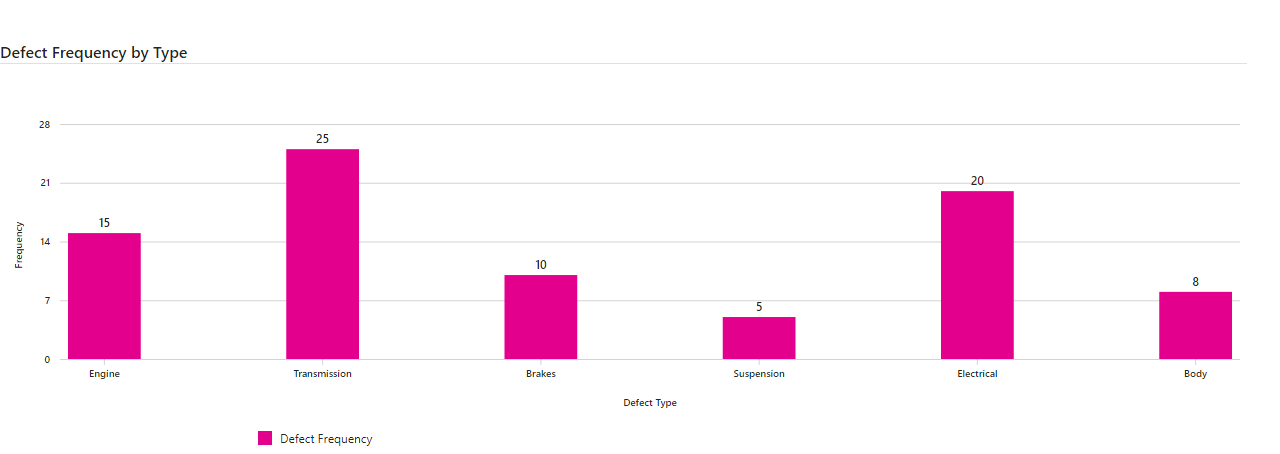 Defect Frequency by Type
28
21
14
7
0
Frequency
15
25
10
5
20
8
Engine Transmission Brakes Suspension Electrical Body
Defect Type
Defect Frequency